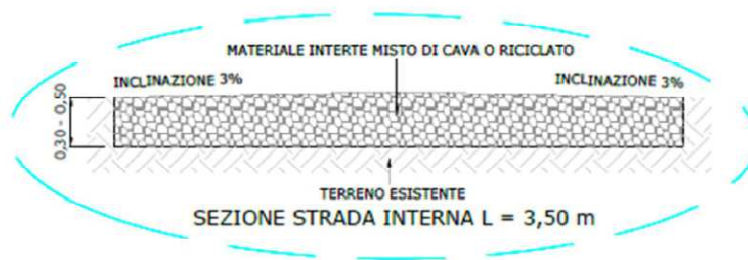 MATERIALE INTERTE MISTO DI CAVA O RICICLATO
INCLINAZIONE 3%
INCLINAZIONE 3%
0,30 - 0,50
TERRENO ESISTENTE
SEZIONE STRADA INTERNA L = 3,50 m